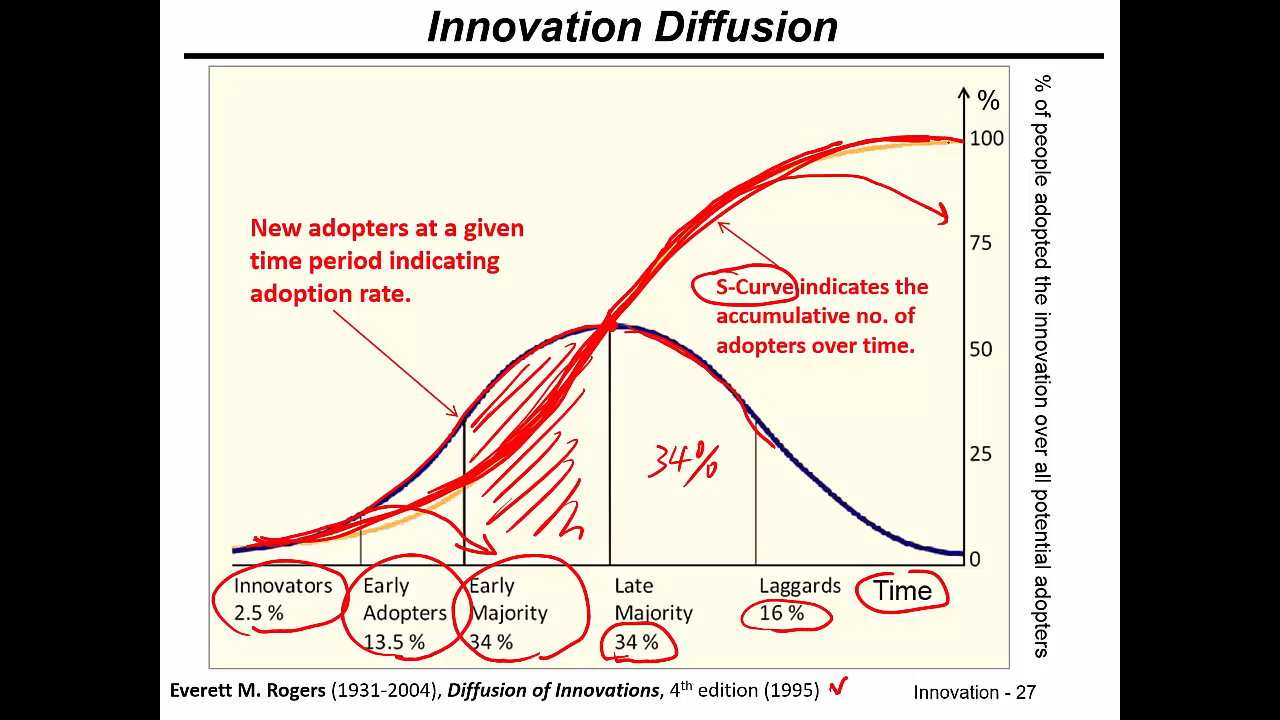 Innovation Diffusion
%
100
75
50
25
0
% of people adopted the innovation over all potential adopters
New adopters at a given
time period indicating
adoption rate.
S-Curve indicates the
accumulative no. of
adopters over time.
34%
Innovators
2.5 %
Early
Adopters
13.5 %
Early
Majority
34 %
Late
Majority
34 %
Laggards
16 %
Time
Everett M. Rogers (1931-2004), Diffusion of Innovations, 4th edition (1995)
Innovation - 27